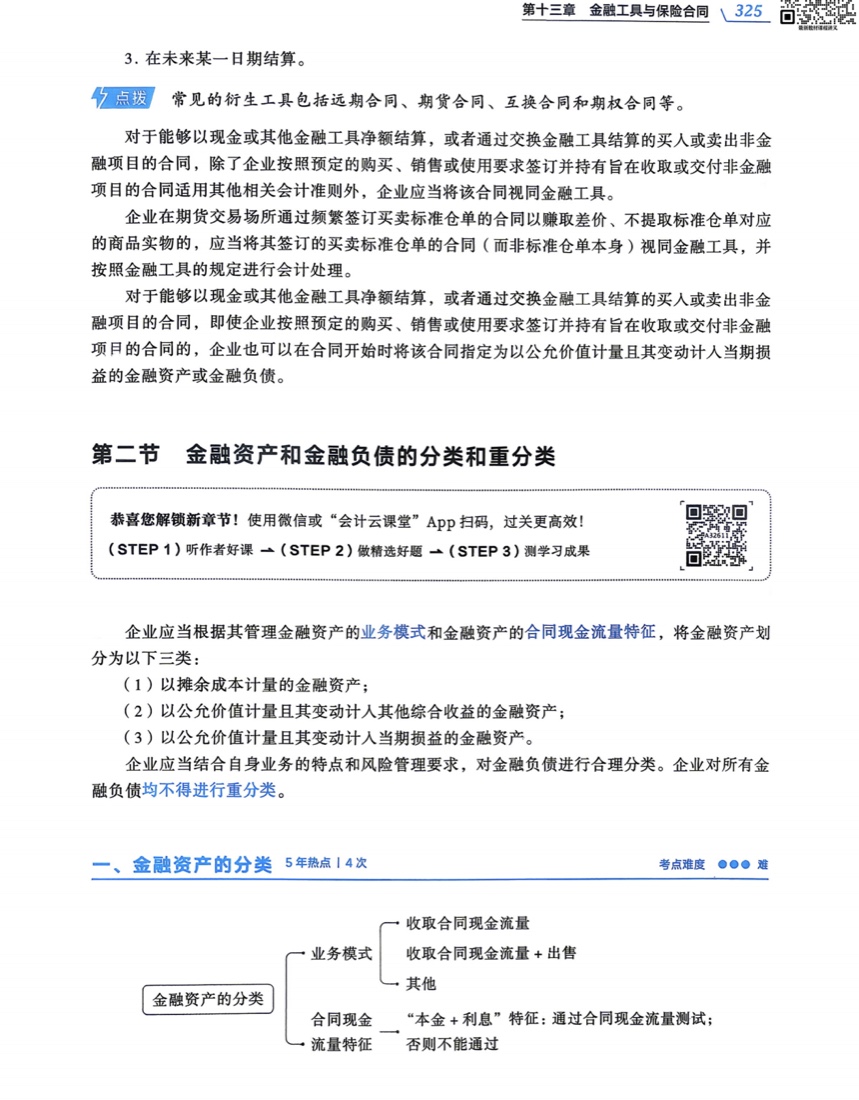 第十三章 金融工具与保险合同 325
3. 在未来某一日期结算。
点拨 常见的衍生工具包括远期合同、期货合同、互换合同和期权合同等。
对于能够以现金或其他金融工具净额结算，或者通过交换金融工具结算的买入或卖出非金
融项目的合同，除了企业按照预定的购买、销售或使用要求签订并持有旨在收取或交付非金融
项目的合同适用其他相关会计准则外，企业应当将该合同视同金融工具。
企业在期货交易场所通过频繁签订买卖标准仓单的合同以赚取差价、不提取标准仓单对应
的商品实物的，应当将其签订的买卖标准仓单的合同（而非标准仓单本身）视同金融工具，并
按照金融工具的规定进行会计处理。
对于能够以现金或其他金融工具净额结算，或者通过交换金融工具结算的买入或卖出非金
融项目的合同，即使企业按照预定的购买、销售或使用要求签订并持有旨在收取或交付非金融
项目的合同的，企业也可以在合同开始时将该合同指定为以公允价值计量且其变动计入当期损
益的金融资产或金融负债。
第二节 金融资产和金融负债的分类和重分类
恭喜您解锁新章节！使用微信或“会计云课堂”App 扫码，过关更高效！
（STEP 1）听作者好课 → （STEP 2）做精选好题 → （STEP 3）测学习成果
企业应当根据其管理金融资产的业务模式和金融资产的合同现金流量特征，将金融资产划
分为以下三类：
（1）以摊余成本计量的金融资产；
（2）以公允价值计量且其变动计入其他综合收益的金融资产；
（3）以公允价值计量且其变动计入当期损益的金融资产。
企业应当结合自身业务的特点和风险管理要求，对金融负债进行合理分类。企业对所有金
融负债均不得进行重分类。
一、金融资产的分类 5年热点 | 4次 考点难度 ●●● 难
金融资产的分类
业务模式
收取合同现金流量
收取合同现金流量 + 出售
其他
合同现金
流量特征
“本金 + 利息”特征：通过合同现金流量测试；
否则不能通过